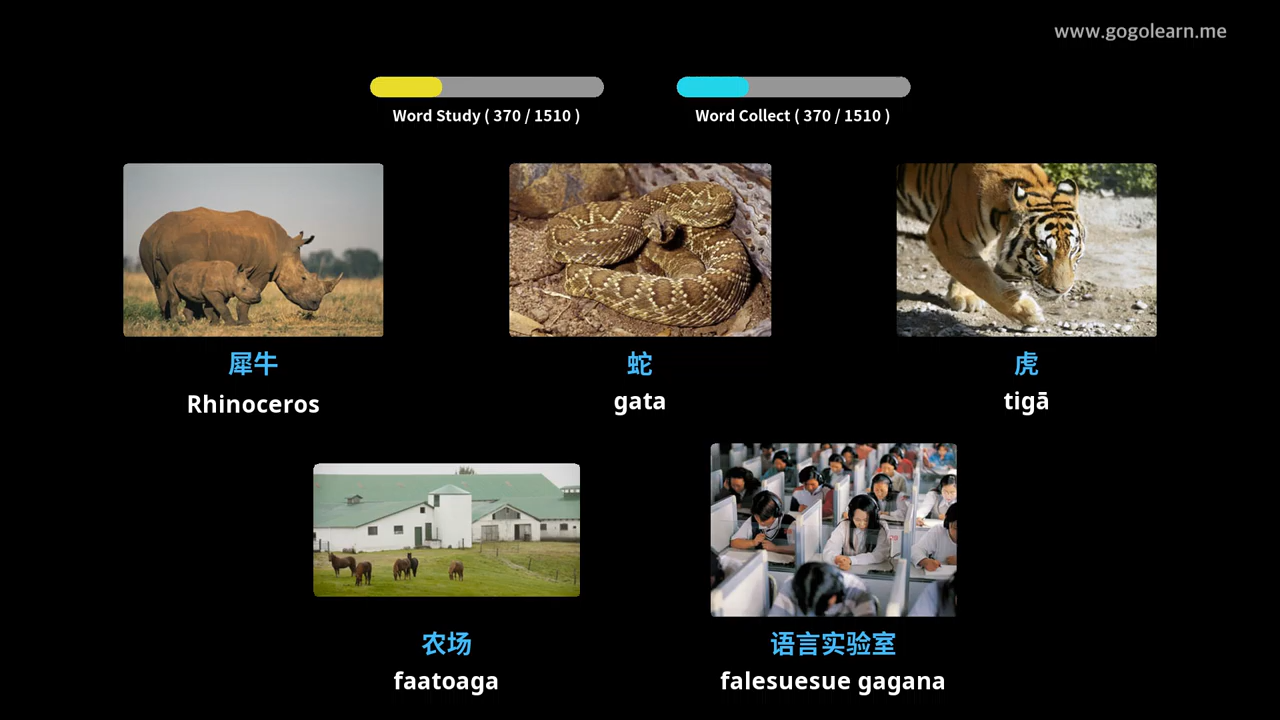 www.gogolearn.me
Word Study ( 370 / 1510 )
Word Collect ( 370 / 1510 )
犀牛
Rhinoceros
蛇
gata
虎
tigā
农场
faatoaga
语言实验室
falesuesue gagana